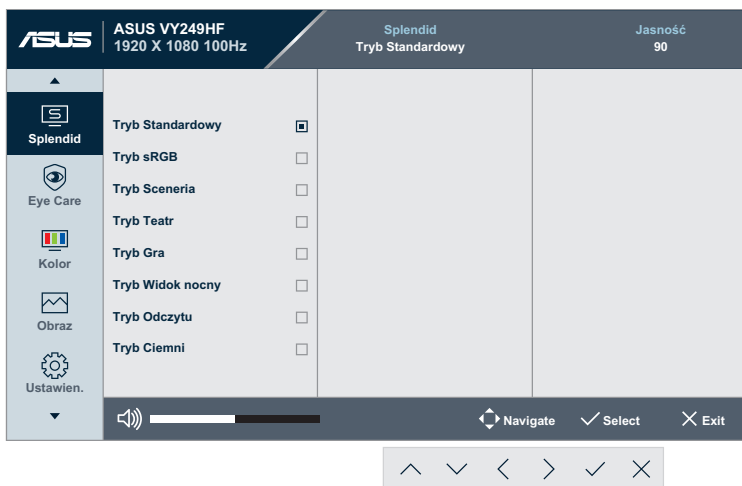 ASUS
ASUS VY249HF
1920 X 1080 100Hz
Splendid
Tryb Standardowy
Jasność
90
Splendid
Eye Care
Kolor
Obraz
Ustawien.
Tryb Standardowy
Tryb sRGB
Tryb Sceneria
Tryb Teatr
Tryb Gra
Tryb Widok nocny
Tryb Odczytu
Tryb Ciemni
Navigate
Select
Exit